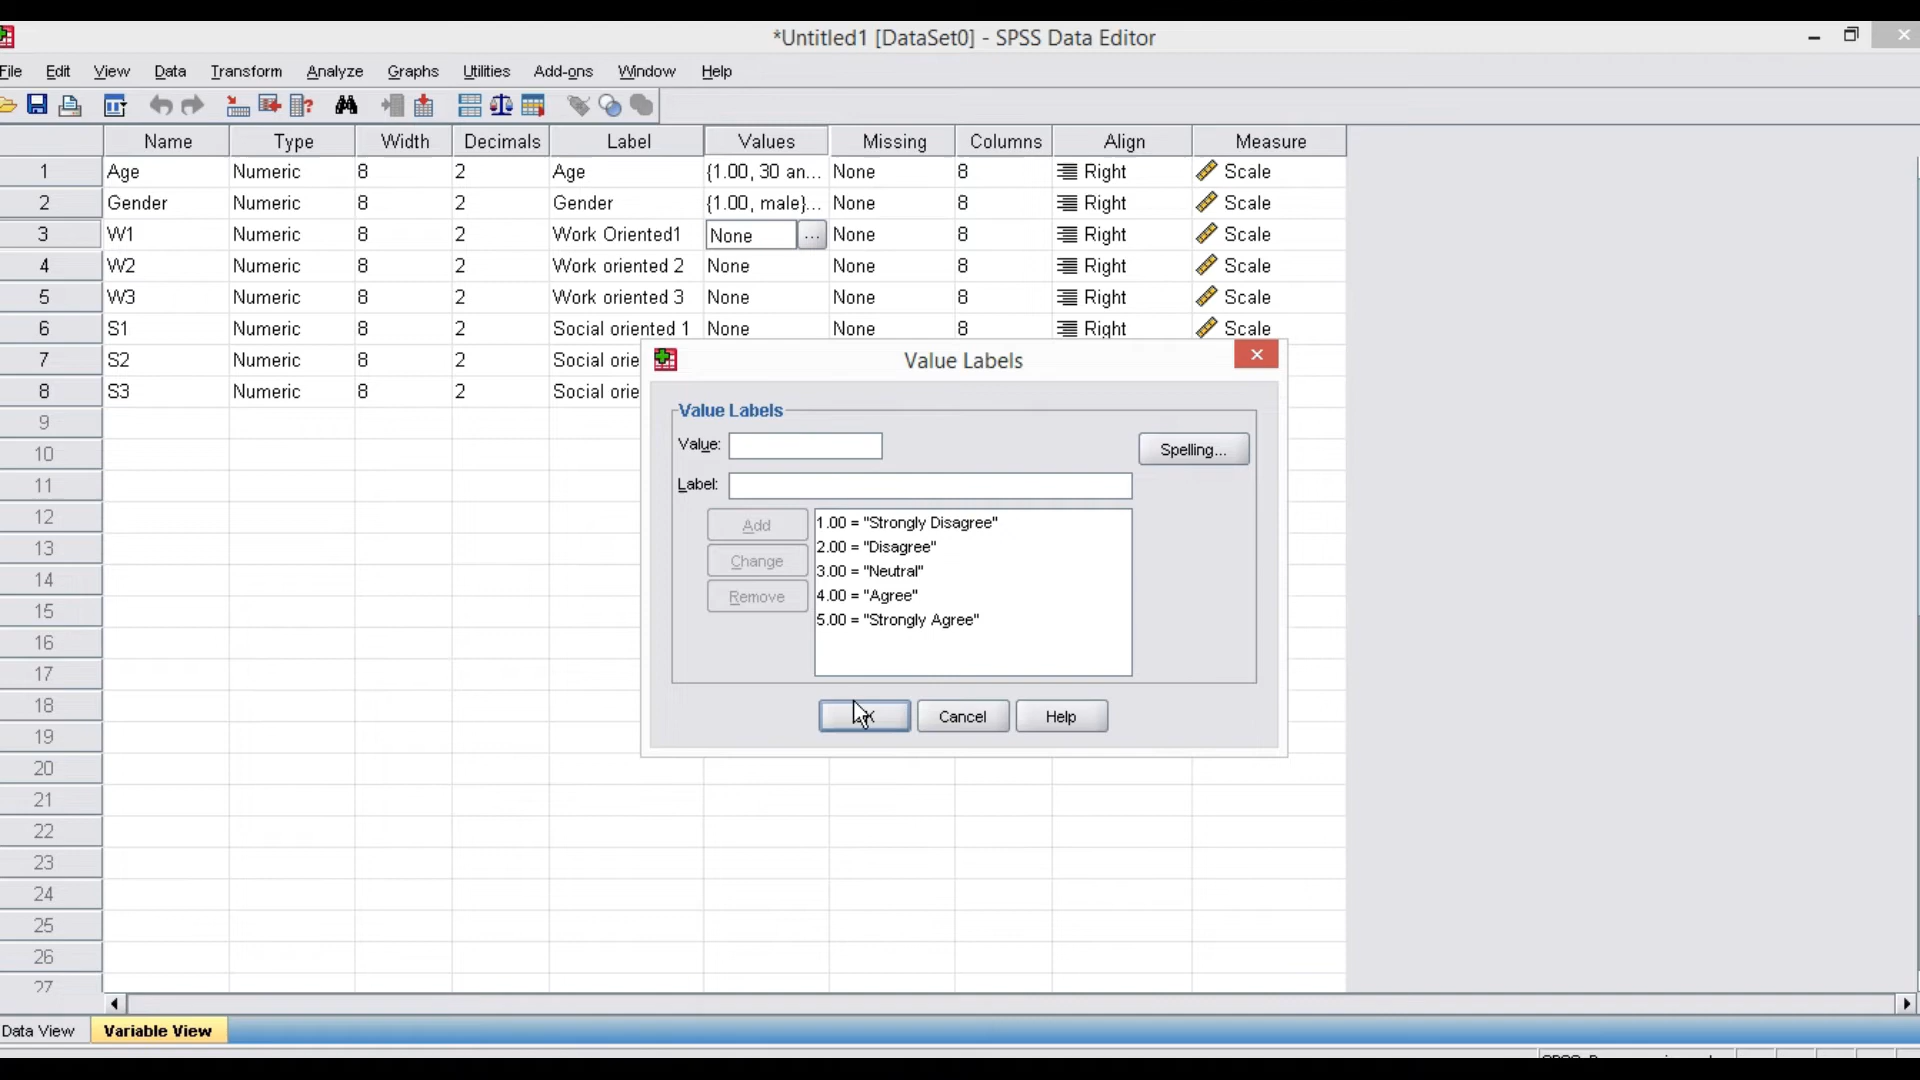 *Untitled1 [DataSet0] - SPSS Data Editor
File Edit View Data Transform Analyze Graphs Utilities Add-ons Window Help
Name Type Width Decimals Label Values Missing Columns Align Measure
1 Age Numeric 8 2 Age {1.00, 30 an... None 8 Right Scale
2 Gender Numeric 8 2 Gender {1.00, male}... None 8 Right Scale
3 W1 Numeric 8 2 Work Oriented1 None ... None 8 Right Scale
4 W2 Numeric 8 2 Work oriented 2 None None 8 Right Scale
5 W3 Numeric 8 2 Work oriented 3 None None 8 Right Scale
6 S1 Numeric 8 2 Social oriented 1 None None 8 Right Scale
7 S2 Numeric 8 2 Social orie
8 S3 Numeric 8 2 Social orie
9
10
11
12
13
14
15
16
17
18
19
20
21
22
23
24
25
26
27
Value Labels
Value Labels
Value:
Spelling...
Label:
Add
Change
Remove
1.00 = "Strongly Disagree"
2.00 = "Disagree"
3.00 = "Neutral"
4.00 = "Agree"
5.00 = "Strongly Agree"
Cancel Help
Data View Variable View